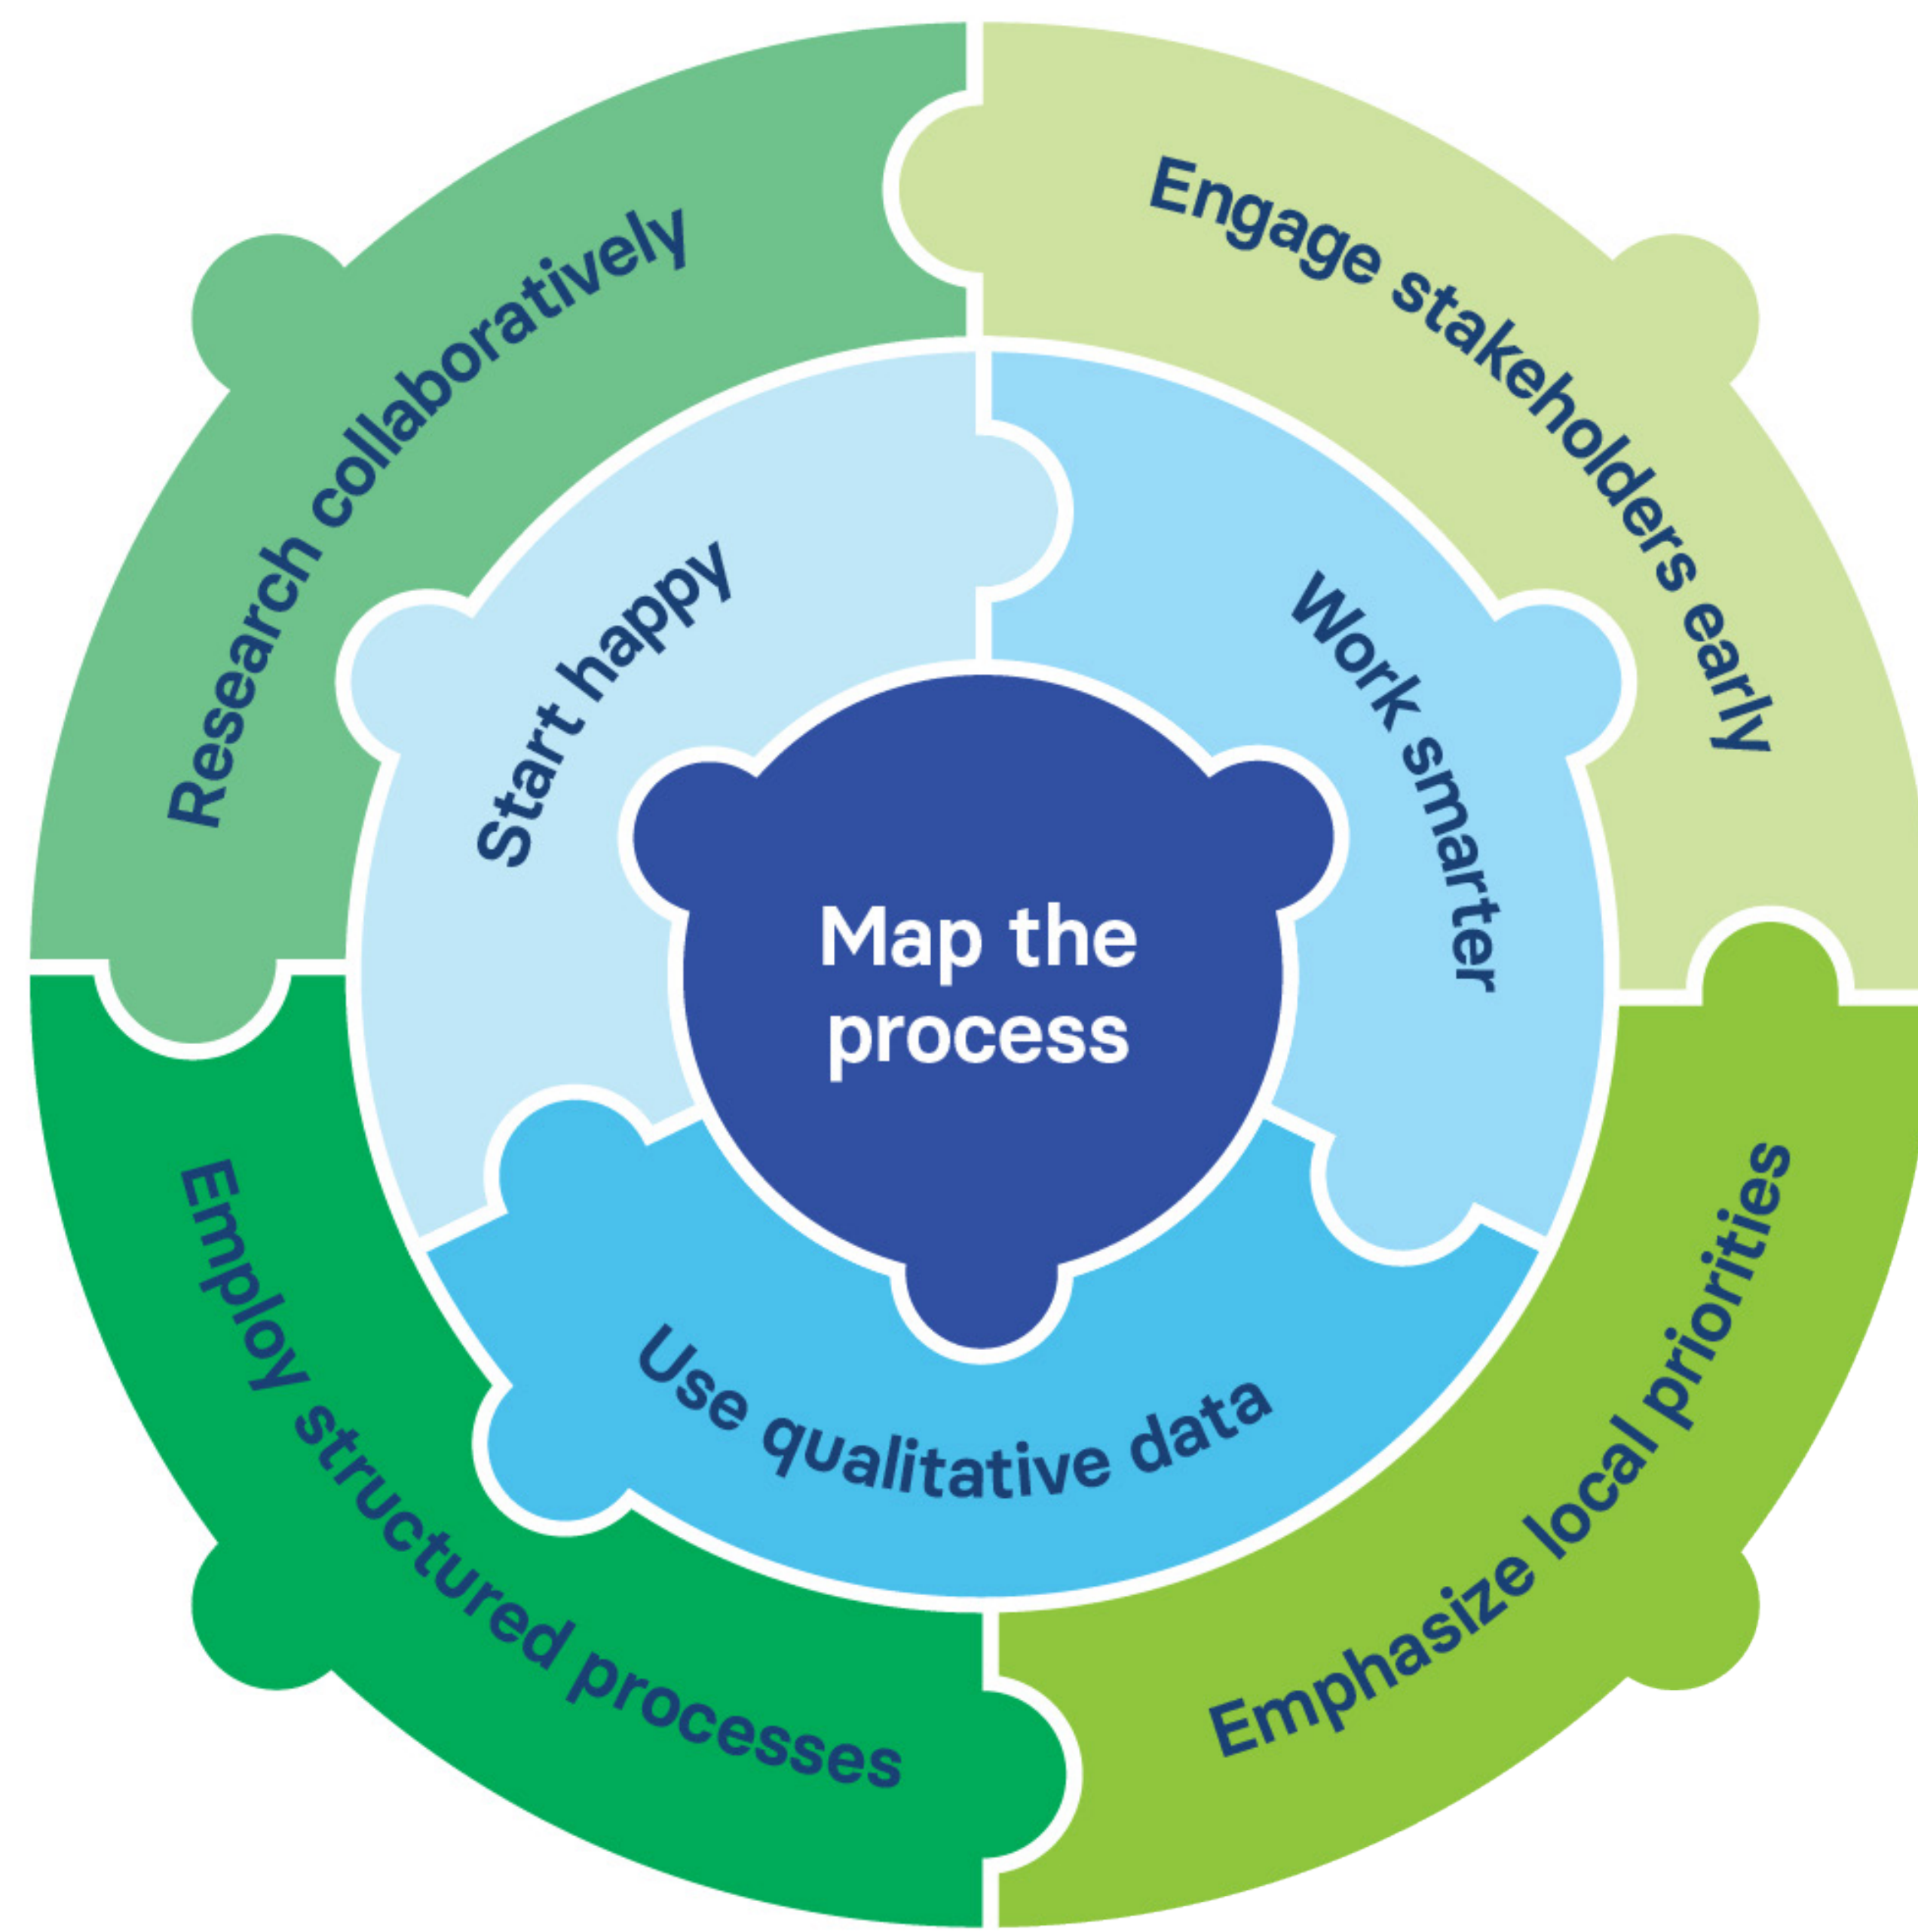 Research collaboratively
Engage stakeholders early
Start happy
Work smarter
Map the
process
Use qualitative data
Employ structured processes
Emphasize local priorities